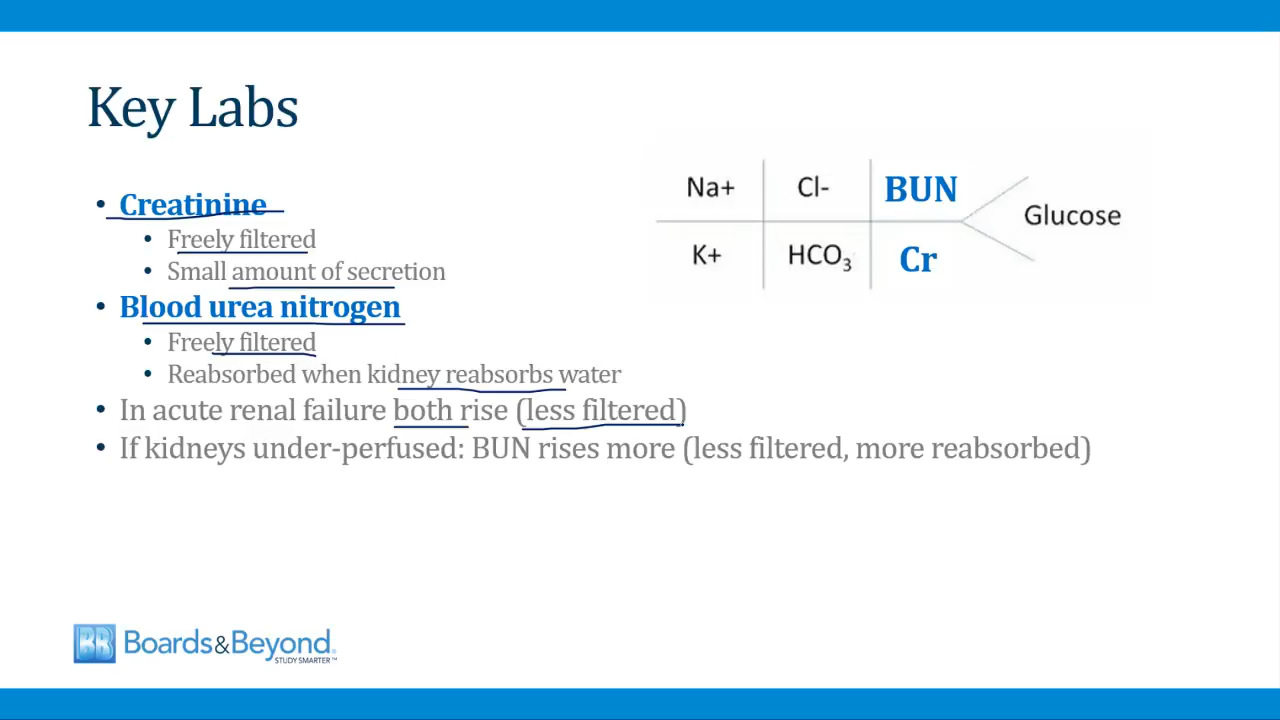 Key Labs
• Creatinine
• Freely filtered
• Small amount of secretion
• Blood urea nitrogen
• Freely filtered
• Reabsorbed when kidney reabsorbs water
• In acute renal failure both rise (less filtered)
• If kidneys under-perfused: BUN rises more (less filtered, more reabsorbed)
Na+ Cl- BUN
Glucose
K+ HCO₃ Cr
BB Boards&Beyond.
STUDY SMARTER™